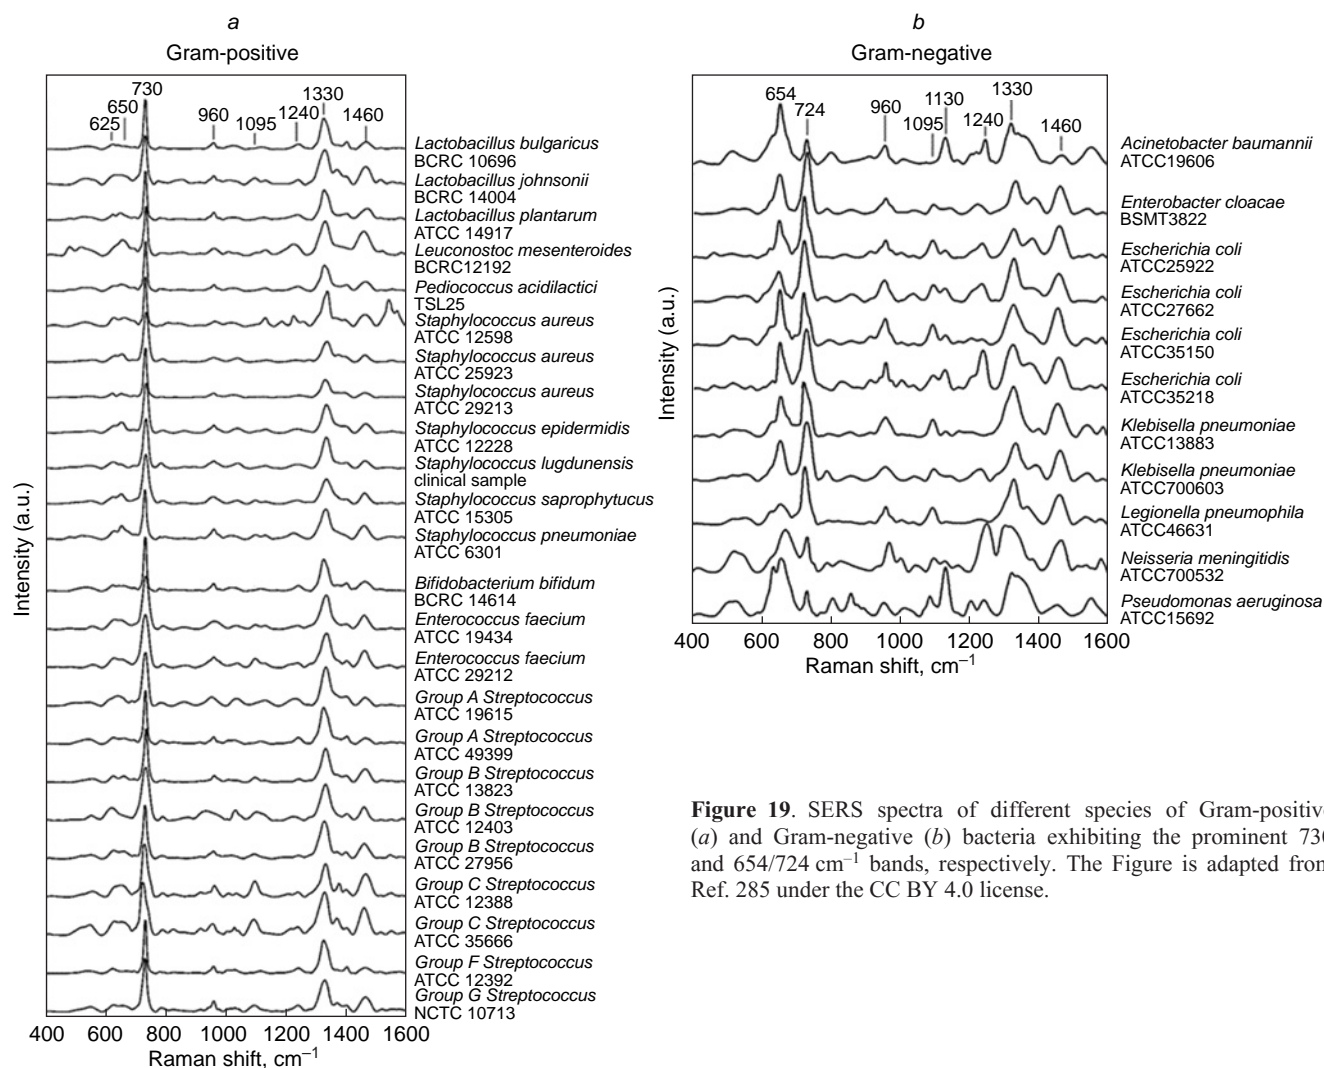 a
Gram-positive
730
650
625
960
1095
1240
1330
1460
Lactobacillus bulgaricus
BCRC 10696
Lactobacillus johnsonii
BCRC 14004
Lactobacillus plantarum
ATCC 14917
Leuconostoc mesenteroides
BCRC12192
Pediococcus acidilactici
TSL25
Staphylococcus aureus
ATCC 12598
Staphylococcus aureus
ATCC 25923
Staphylococcus aureus
ATCC 29213
Staphylococcus epidermidis
ATCC 12228
Staphylococcus lugdunensis
clinical sample
Staphylococcus saprophytucus
ATCC 15305
Staphylococcus pneumoniae
ATCC 6301
Bifidobacterium bifidum
BCRC 14614
Enterococcus faecium
ATCC 19434
Enterococcus faecium
ATCC 29212
Group A Streptococcus
ATCC 19615
Group A Streptococcus
ATCC 49399
Group B Streptococcus
ATCC 13823
Group B Streptococcus
ATCC 12403
Group B Streptococcus
ATCC 27956
Group C Streptococcus
ATCC 12388
Group C Streptococcus
ATCC 35666
Group F Streptococcus
ATCC 12392
Group G Streptococcus
NCTC 10713
Intensity (a.u.)
400 600 800 1000 1200 1400 1600
Raman shift, cm⁻¹
b
Gram-negative
654
724
960
1095
1130
1240
1330
1460
Acinetobacter baumannii
ATCC19606
Enterobacter cloacae
BSMT3822
Escherichia coli
ATCC25922
Escherichia coli
ATCC27662
Escherichia coli
ATCC35150
Escherichia coli
ATCC35218
Klebisella pneumoniae
ATCC13883
Klebisella pneumoniae
ATCC700603
Legionella pneumophila
ATCC46631
Neisseria meningitidis
ATCC700532
Pseudomonas aeruginosa
ATCC15692
Intensity (a.u.)
400 600 800 1000 1200 1400 1600
Raman shift, cm⁻¹
Figure 19. SERS spectra of different species of Gram-positive
(a) and Gram-negative (b) bacteria exhibiting the prominent 730
and 654/724 cm⁻¹ bands, respectively. The Figure is adapted from
Ref. 285 under the CC BY 4.0 license.